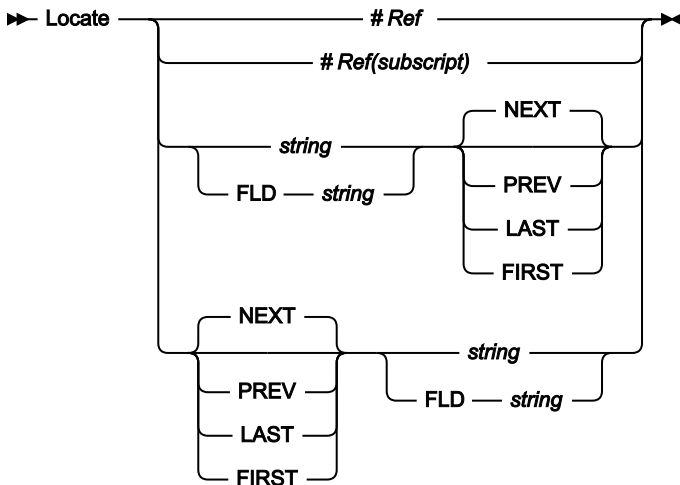 Locate # Ref
# Ref(subscript)
NEXT
string
FLD string
PREV
LAST
FIRST
NEXT
string
PREV
FLD string
LAST
FIRST